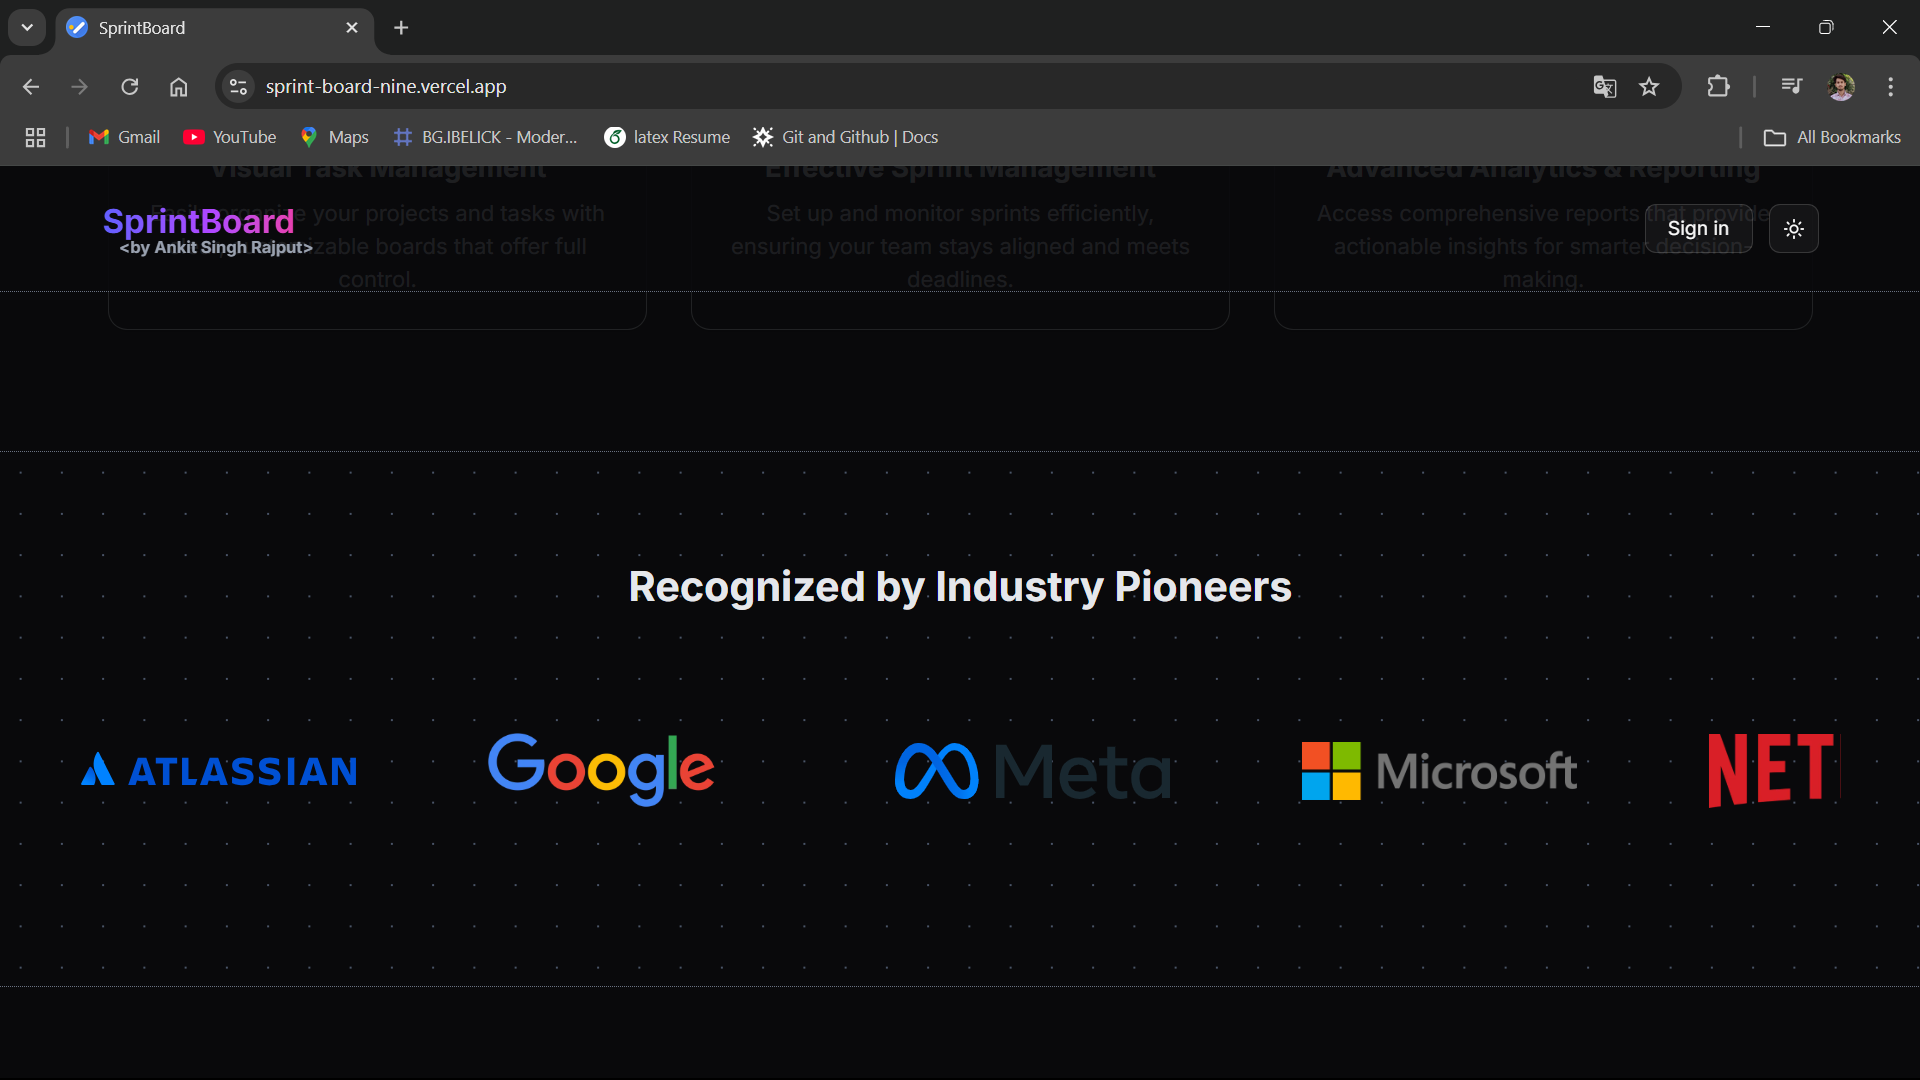 SprintBoard
sprint-board-nine.vercel.app
Gmail
YouTube
Maps
BG.IBELICK - Moder...
latex Resume
Git and Github | Docs
All Bookmarks
Visual Task Management
Effective Sprint Management
Advanced Analytics & Reporting
SprintBoard
<by Ankit Singh Rajput>
Easily organize your projects and tasks with
izable boards that offer full
control.
Set up and monitor sprints efficiently,
ensuring your team stays aligned and meets
deadlines.
Access comprehensive reports that provide
actionable insights for smarter decision-
making.
Sign in
Recognized by Industry Pioneers
ATLASSIAN
Google
Meta
Microsoft
NET